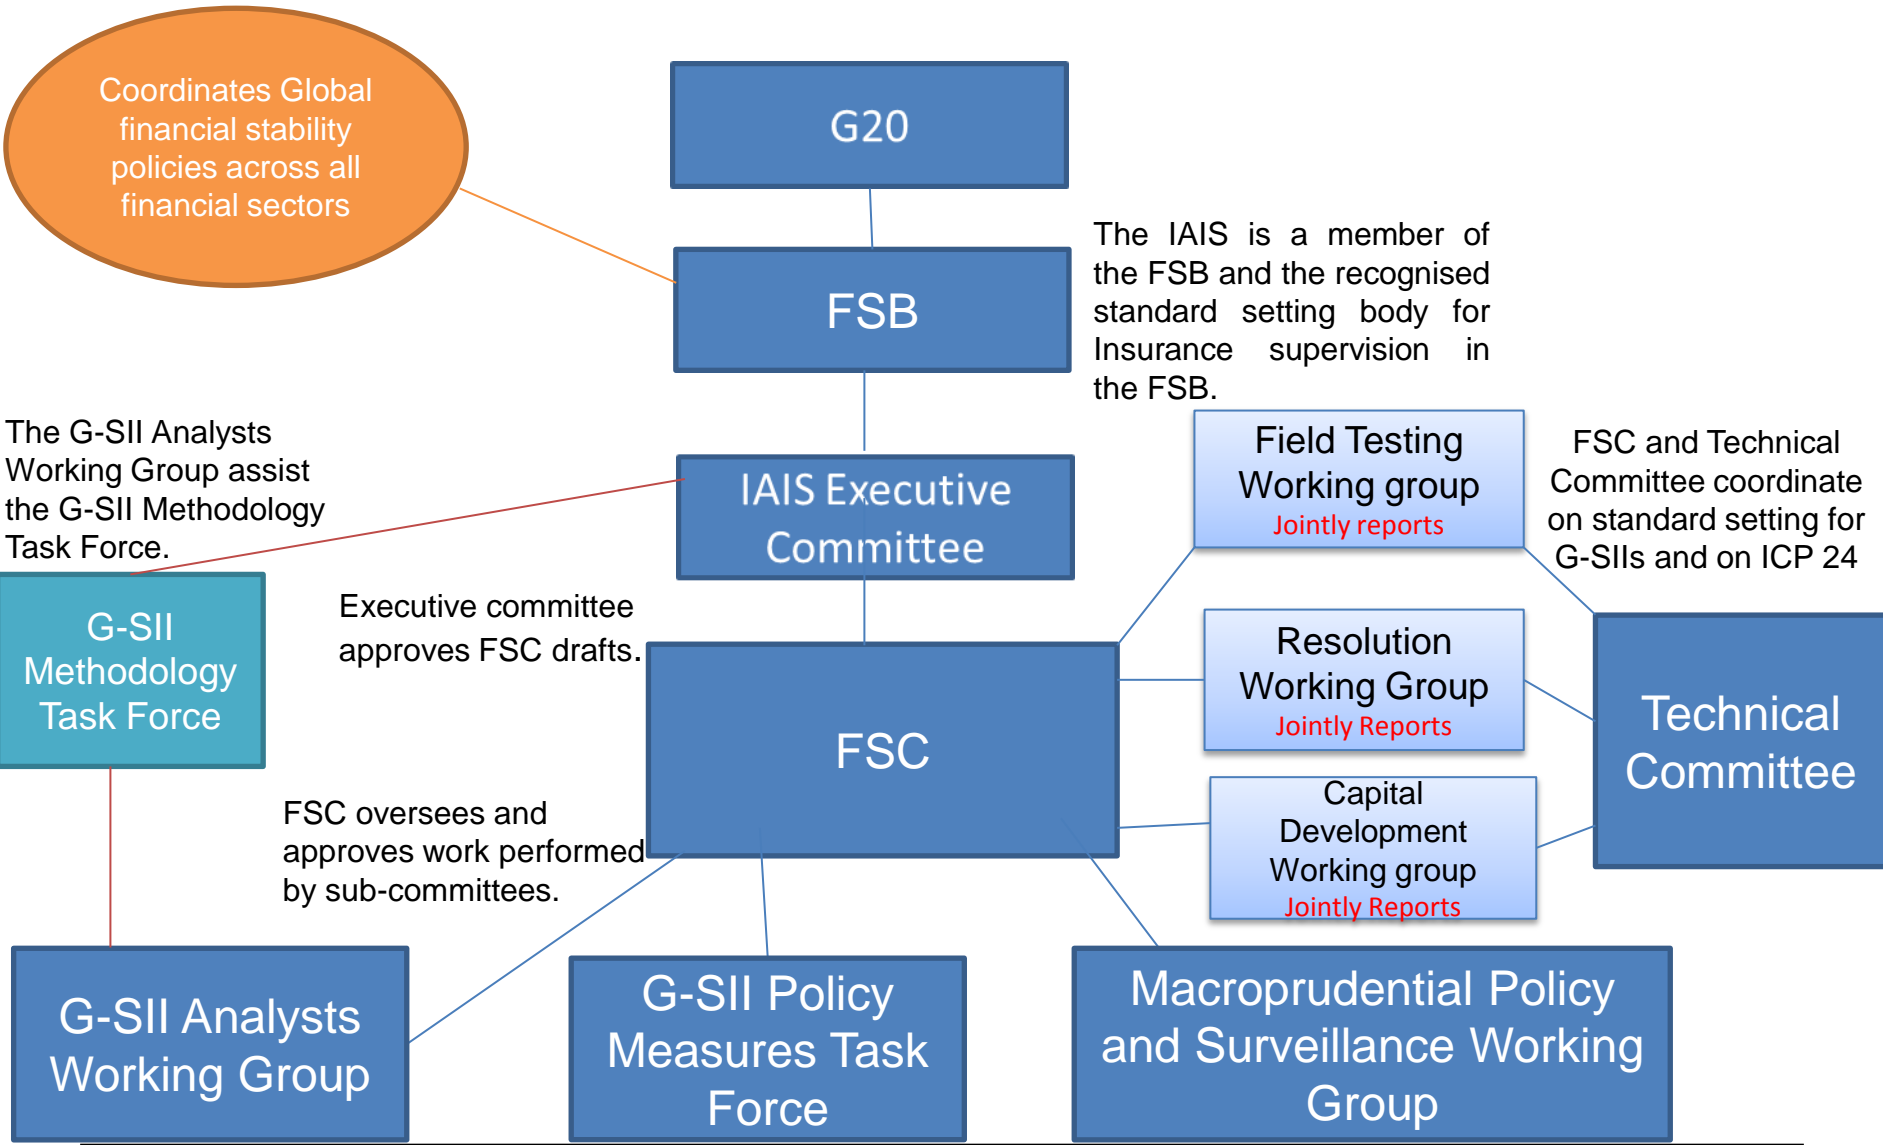 Coordinates Global
financial stability
policies across all
financial sectors
G20
FSB
The IAIS is a member of
the FSB and the recognised
standard setting body for
Insurance supervision in
the FSB.
The G-SII Analysts
Working Group assist
the G-SII Methodology
Task Force.
IAIS Executive
Committee
Field Testing
Working group
Jointly reports
FSC and Technical
Committee coordinate
on standard setting for
G-SIIs and on ICP 24
G-SII
Methodology
Task Force
Executive committee
approves FSC drafts.
Resolution
Working Group
Jointly Reports
FSC
Technical
Committee
FSC oversees and
approves work performed
by sub-committees.
Capital
Development
Working group
Jointly Reports
G-SII Analysts
Working Group
G-SII Policy
Measures Task
Force
Macroprudential Policy
and Surveillance Working
Group